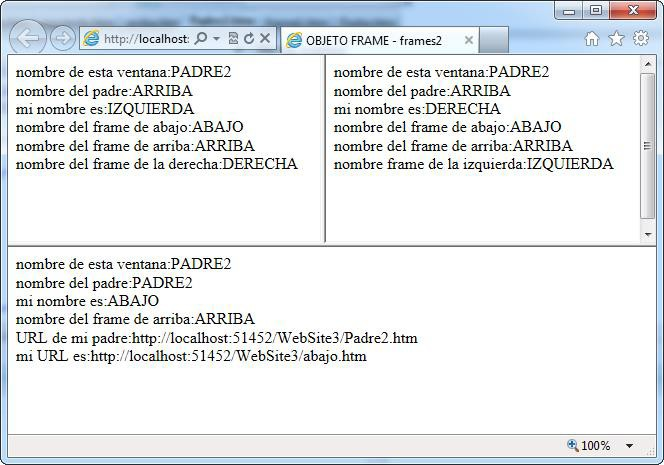 http://localhost:
OBJETO FRAME - frames2
nombre de esta ventana:PADRE2
nombre del padre:ARRIBA
mi nombre es:IZQUIERDA
nombre del frame de abajo:ABAJO
nombre del frame de arriba:ARRIBA
nombre del frame de la derecha:DERECHA
nombre de esta ventana:PADRE2
nombre del padre:ARRIBA
mi nombre es:DERECHA
nombre del frame de abajo:ABAJO
nombre del frame de arriba:ARRIBA
nombre frame de la izquierda:IZQUIERDA
nombre de esta ventana:PADRE2
nombre del padre:PADRE2
mi nombre es:ABAJO
nombre del frame de arriba:ARRIBA
URL de mi padre:http://localhost:51452/WebSite3/Padre2.htm
mi URL es:http://localhost:51452/WebSite3/abajo.htm
100%